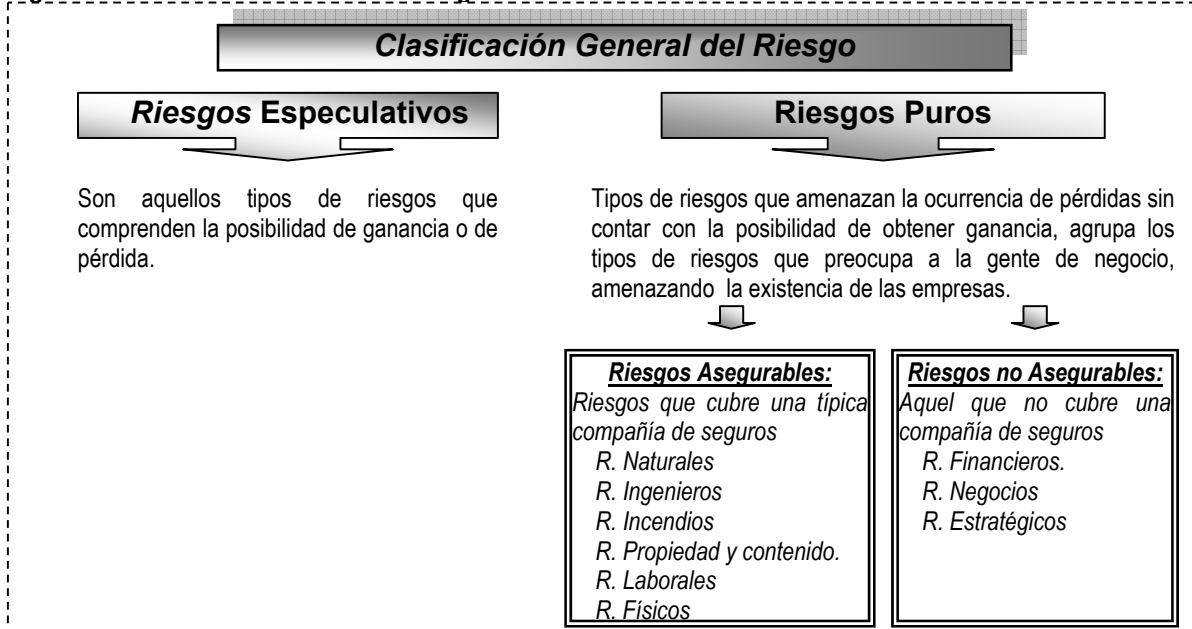 Clasificación General del Riesgo
Riesgos Especulativos
Son aquellos tipos de riesgos que
comprenden la posibilidad de ganancia o de
pérdida.
Riesgos Puros
Tipos de riesgos que amenazan la ocurrencia de pérdidas sin
contar con la posibilidad de obtener ganancia, agrupa los
tipos de riesgos que preocupa a la gente de negocio,
amenazando la existencia de las empresas.
Riesgos Asegurables:
Riesgos que cubre una típica
compañía de seguros
R. Naturales
R. Ingenieros
R. Incendios
R. Propiedad y contenido.
R. Laborales
R. Físicos
Riesgos no Asegurables:
Aquel que no cubre una
compañía de seguros
R. Financieros.
R. Negocios
R. Estratégicos